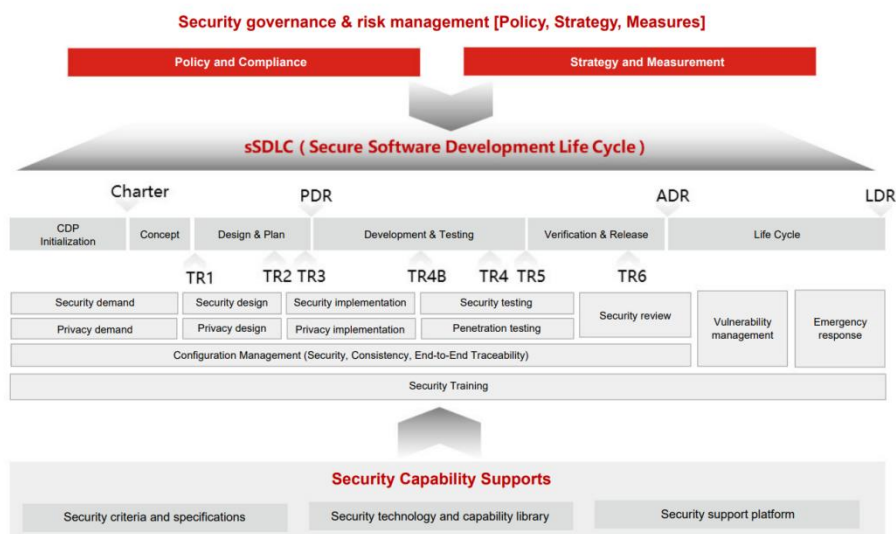 Security governance & risk management [Policy, Strategy, Measures]
Policy and Compliance
Strategy and Measurement
sSDLC ( Secure Software Development Life Cycle )
Charter
PDR
ADR
LDR
CDP
Initialization
Concept
Design & Plan
Development & Testing
Verification & Release
Life Cycle
TR1
TR2
TR3
TR4B
TR4
TR5
TR6
Security demand
Security design
Security implementation
Security testing
Security review
Vulnerability
management
Emergency
response
Privacy demand
Privacy design
Privacy implementation
Penetration testing
Configuration Management (Security, Consistency, End-to-End Traceability)
Security Training
Security Capability Supports
Security criteria and specifications
Security technology and capability library
Security support platform